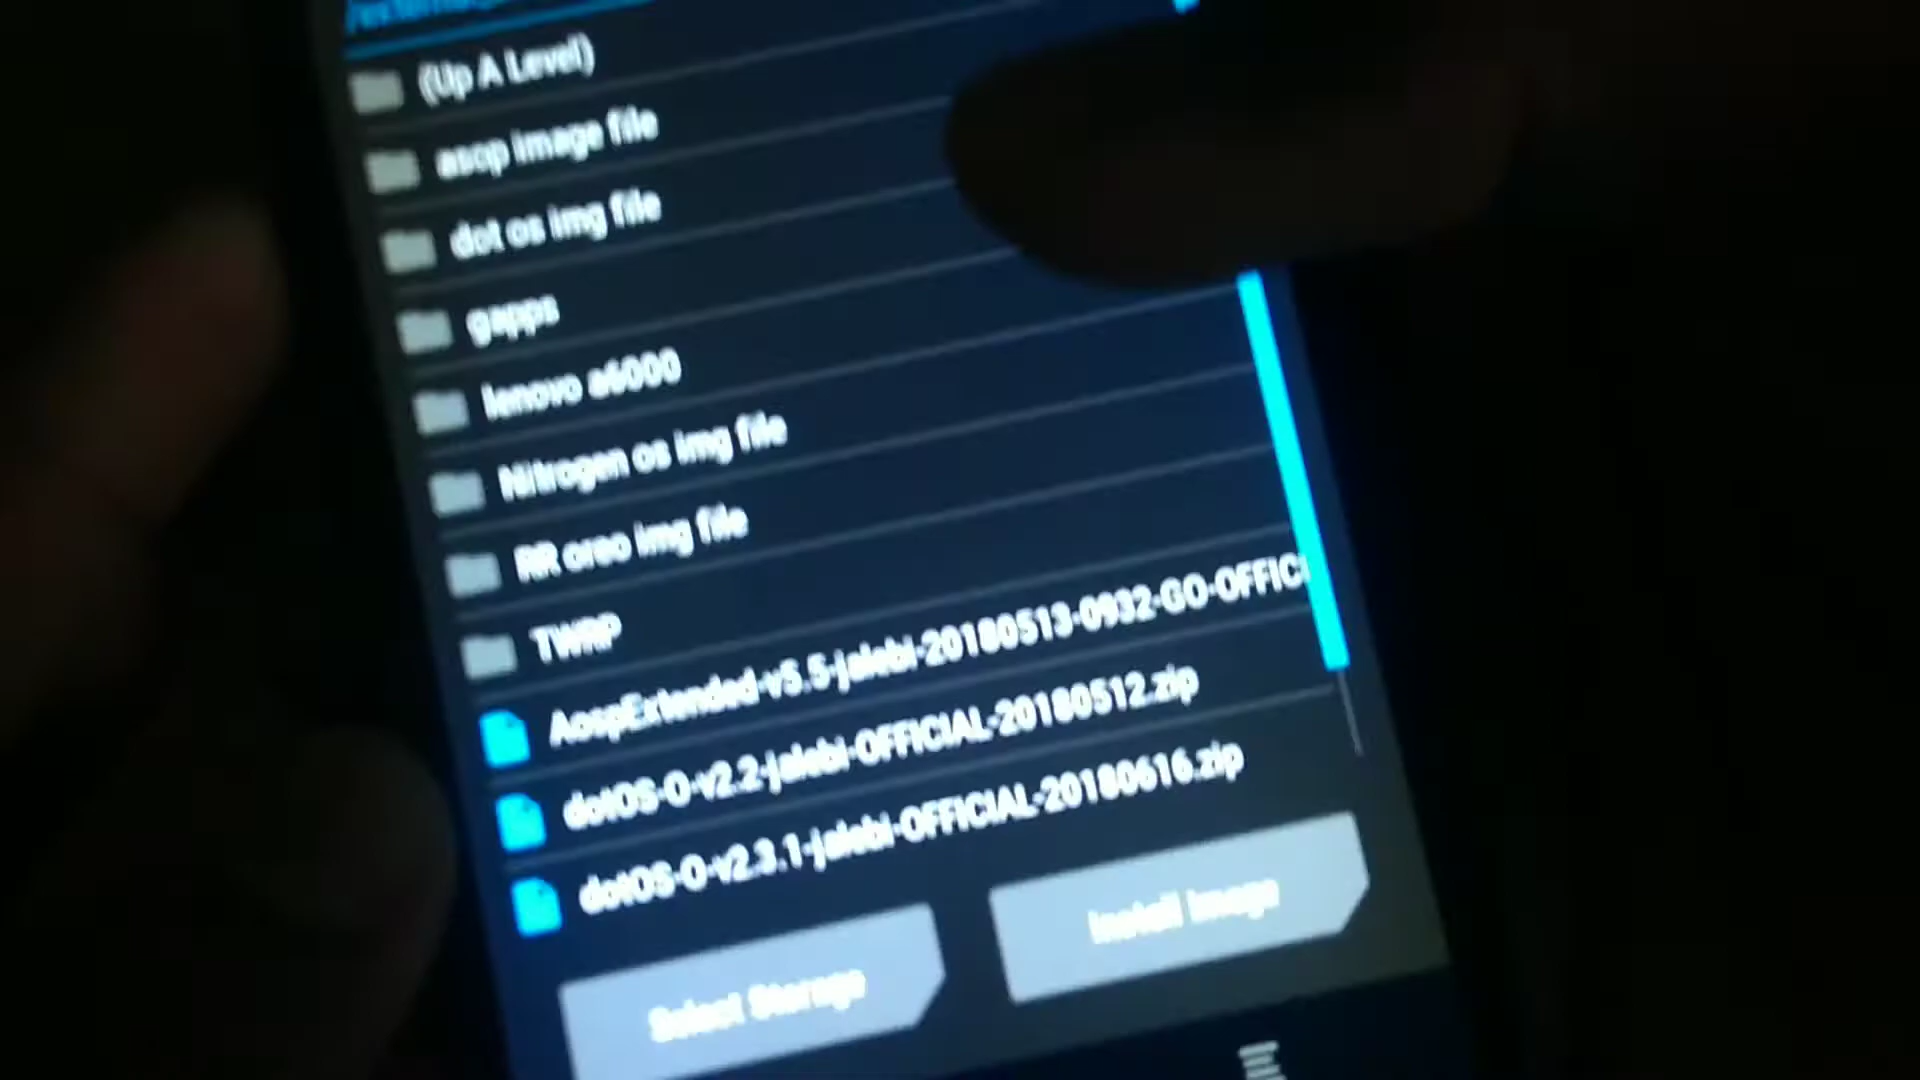 (Up A Level)
ascp image file
dot os img file
gapps
lenovo a6000
Nitrogen os img file
RR oreo img file
TWRP
AospExtended-v5.5-jalebi-20180513-0932-GO-OFFICI
dotOS-O-v2.2-jalebi-OFFICIAL-20180512.zip
dotOS-O-v2.3.1-jalebi-OFFICIAL-20180616.zip
Select Storage
Install Image